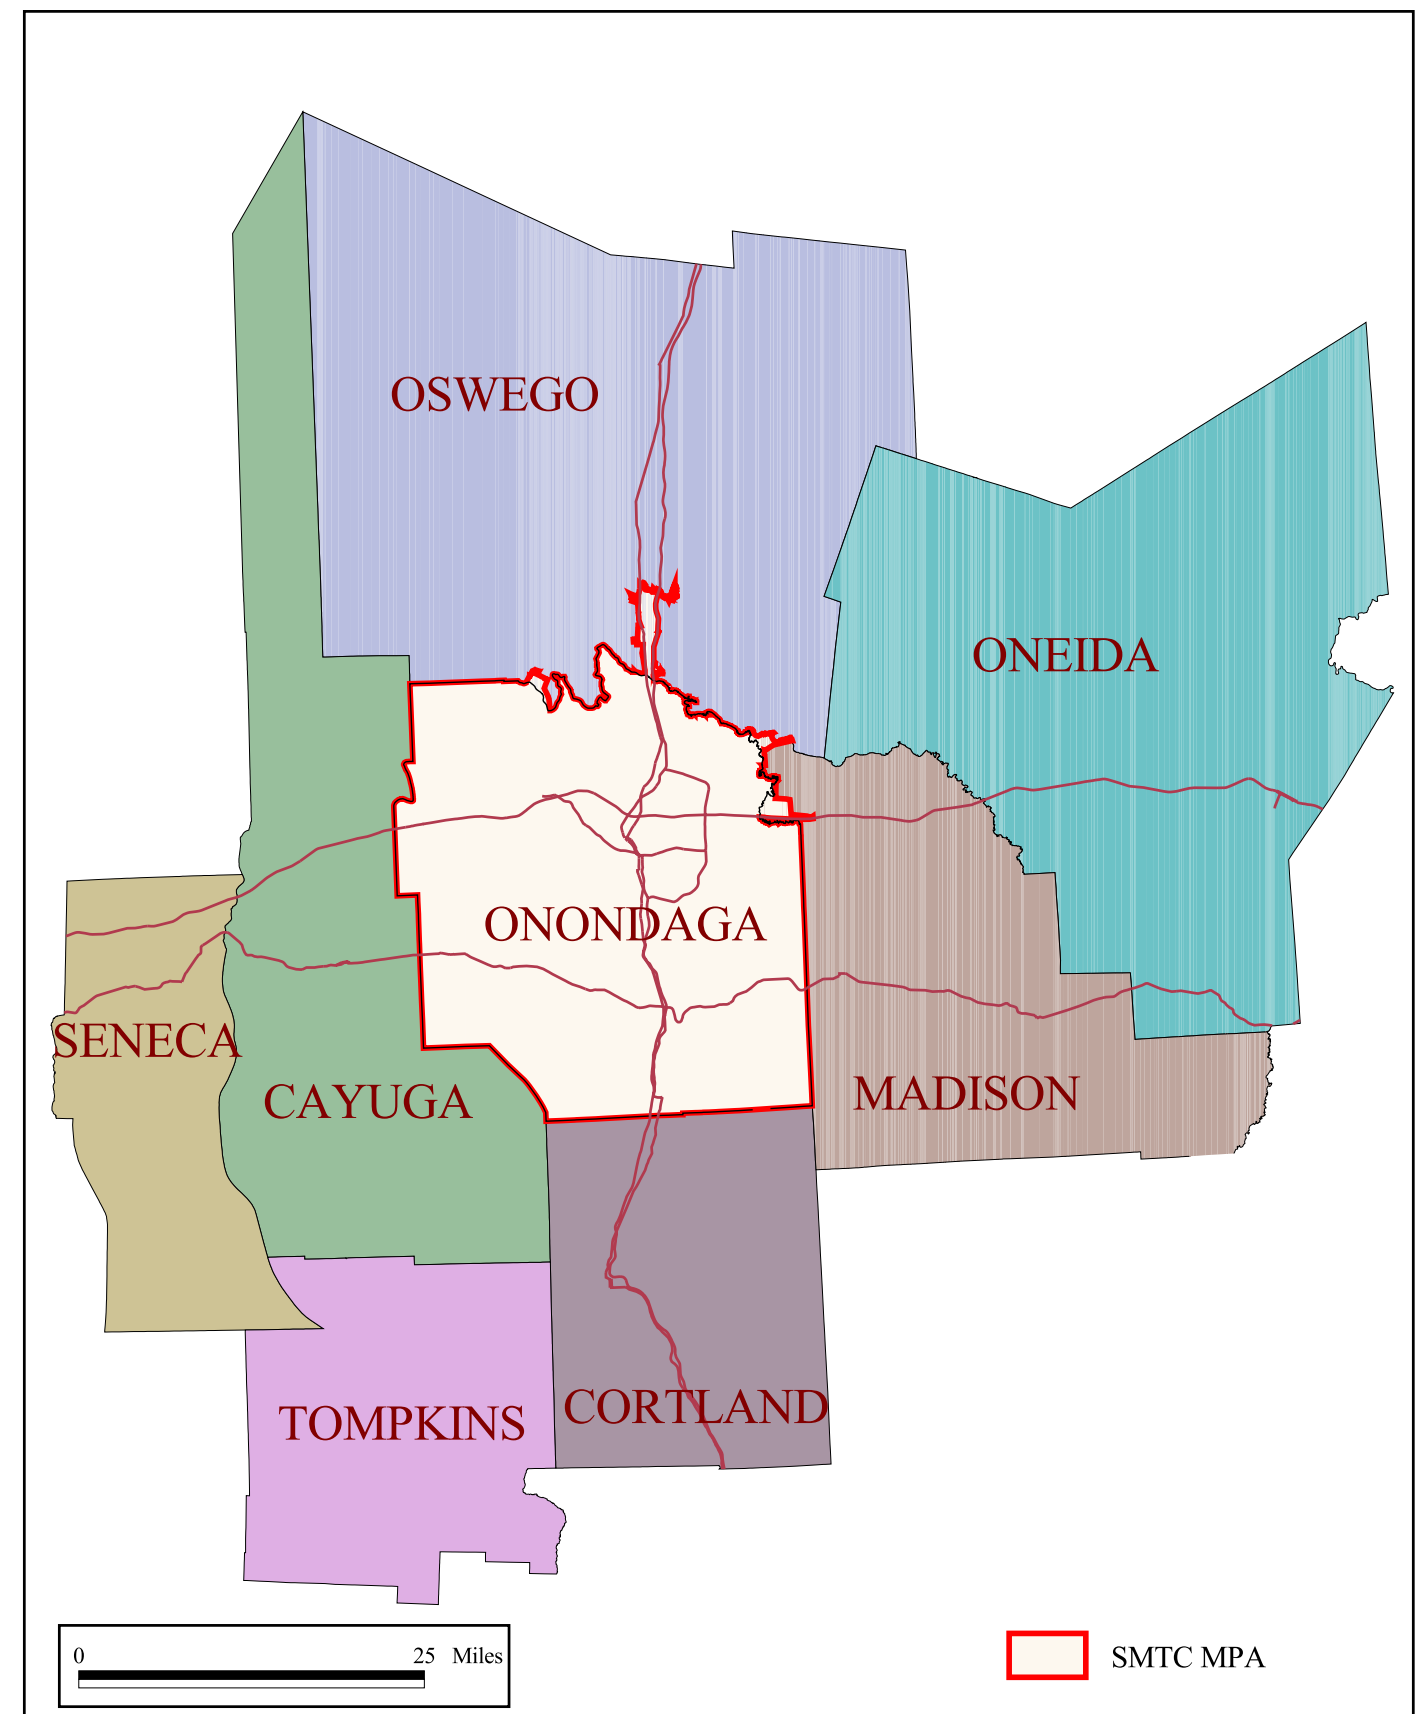 OSWEGO
ONEIDA
ONONDAGA
SENECA
CAYUGA
MADISON
CORTLAND
TOMPKINS
0 25 Miles
SMTC MPA